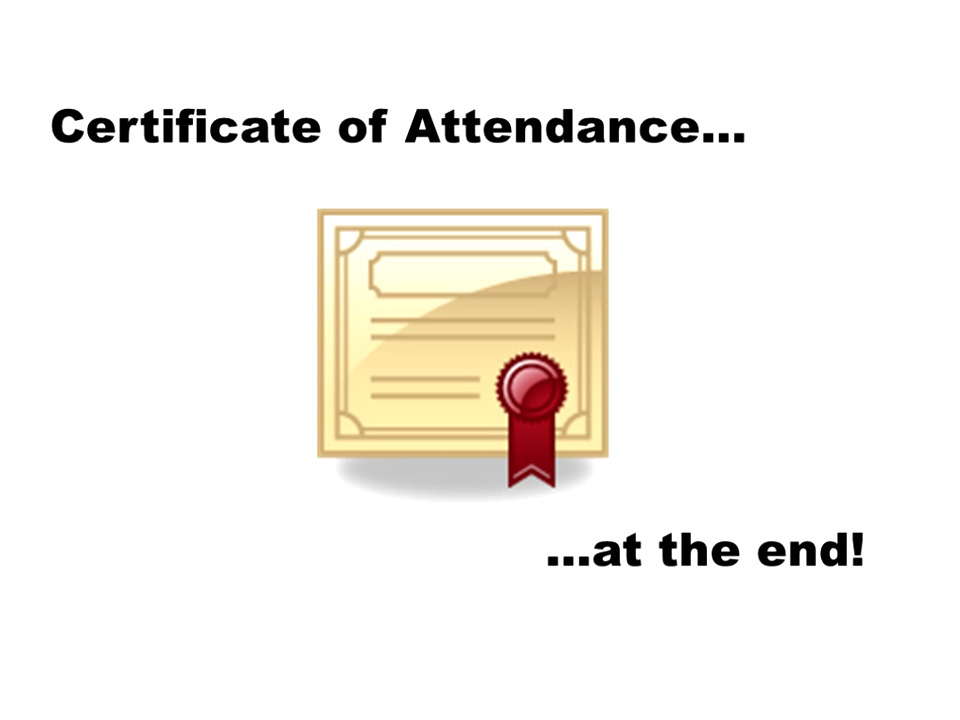 Certificate of Attendance...
...at the end!